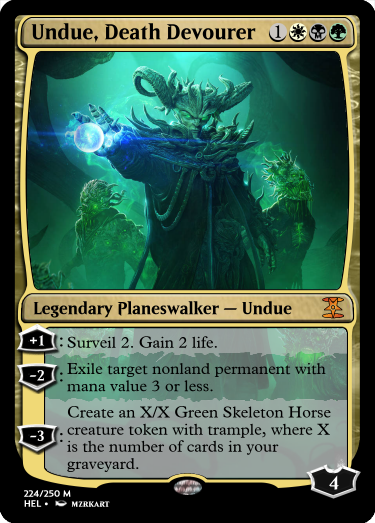 Undue, Death Devourer 1
Legendary Planeswalker — Undue
+1: Surveil 2. Gain 2 life.
-2: Exile target nonland permanent with
mana value 3 or less.
-3: Create an X/X Green Skeleton Horse
creature token with trample, where X
is the number of cards in your
graveyard.
4
224/250 M
HEL • MZRKART